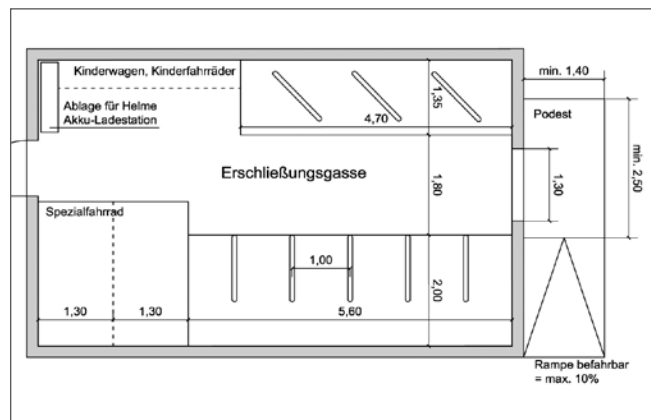 Kinderwagen, Kinderfahrräder
min. 1,40
Ablage für Helme
Akku-Ladestation
1,35
4,70
Podest
min. 2,50
Erschließungsgasse
1,80
1,30
Spezialfahrrad
1,00
2,00
1,30
1,30
5,60
Rampe befahrbar
= max. 10%